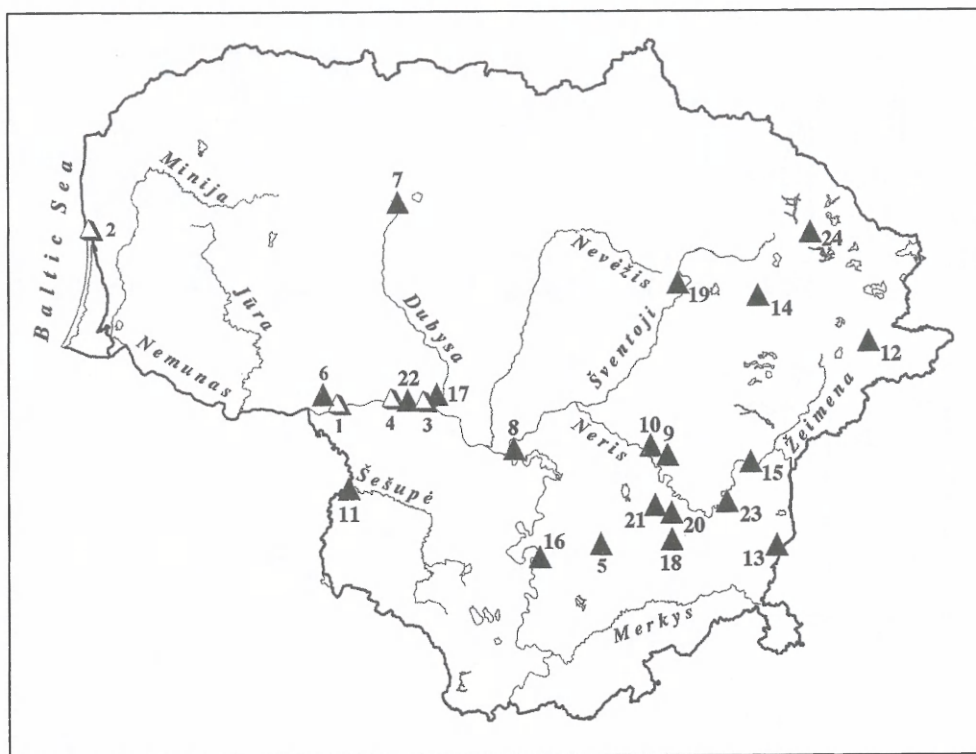 Baltic Sea
Minija
7
2
24
Nevėžis
19
14
Jūra
Dubysa
Šventoji
12
Nemunas
6
22
17
1
4
3
8
10
9
Neris
Žeimena
15
Šešupė
11
21
20
23
16
5
18
13
Merkys